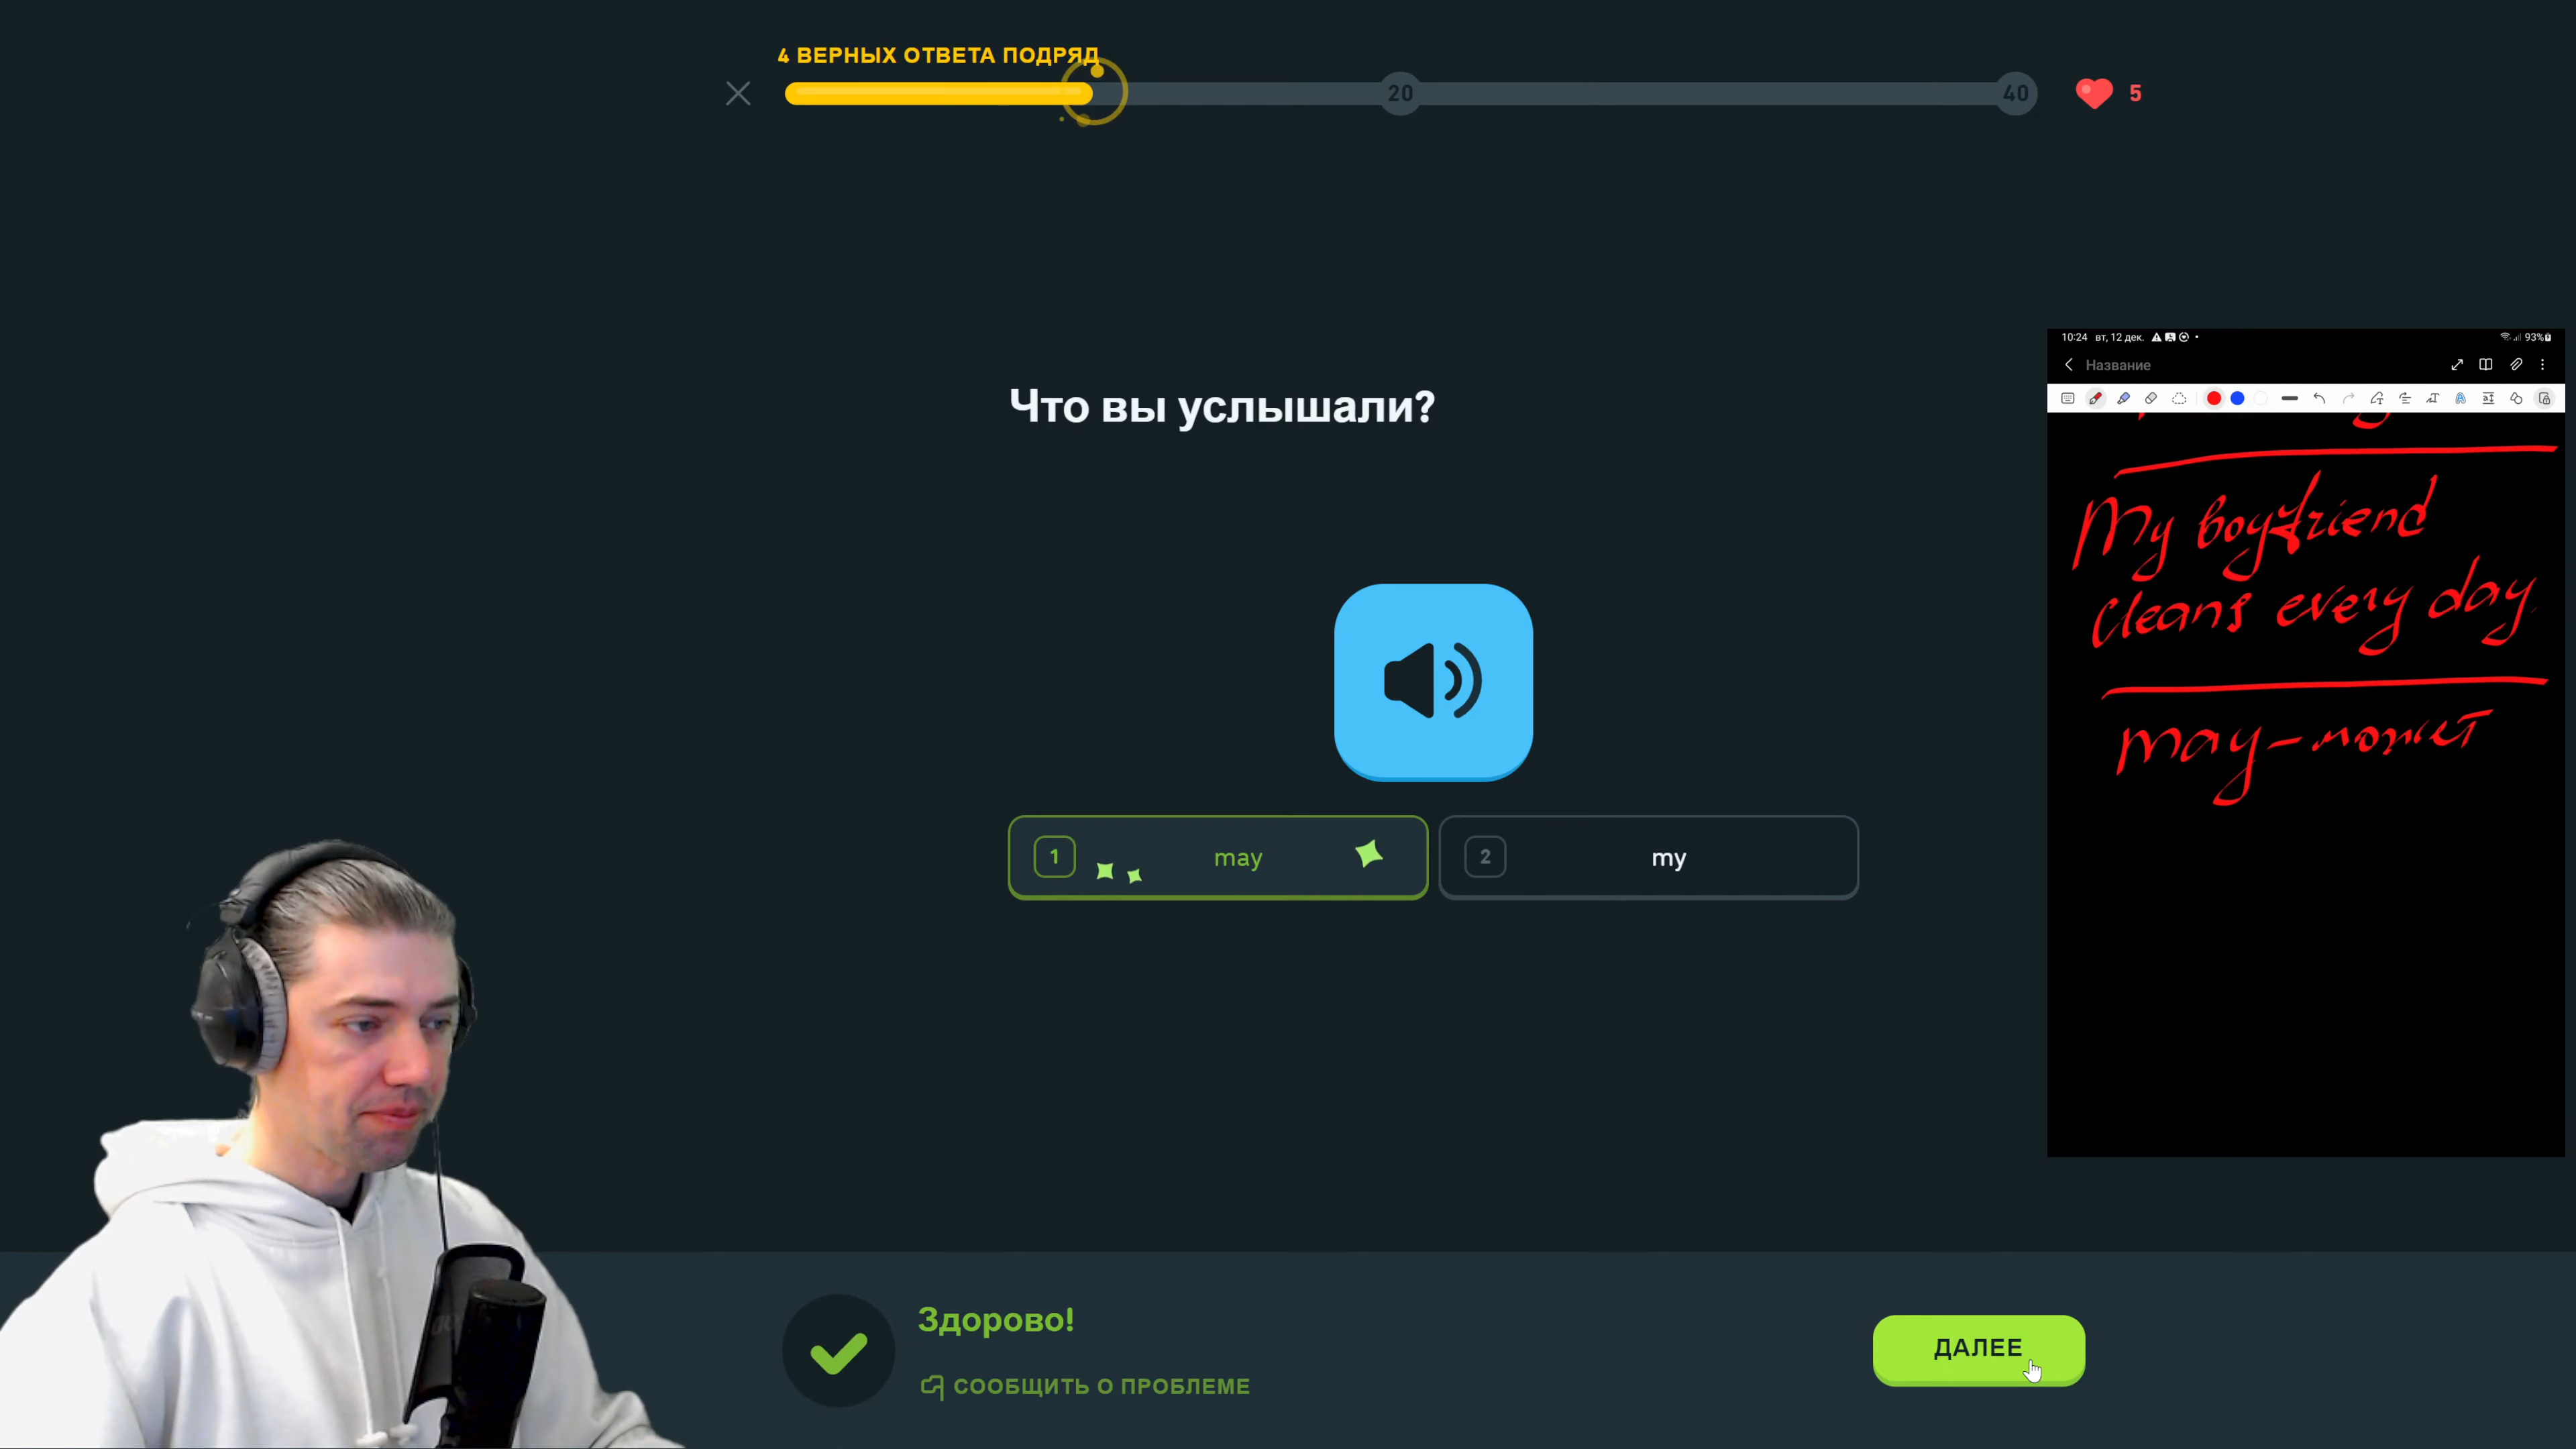 4 ВЕРНЫХ ОТВЕТА ПОДРЯД
20
40
5
Что вы услышали?
1 may
2 my
10:24 вт, 12 дек.
93%
Название
My boyfriend
cleans every day.
may - может
Здорово!
СООБЩИТЬ О ПРОБЛЕМЕ
ДАЛЕЕ